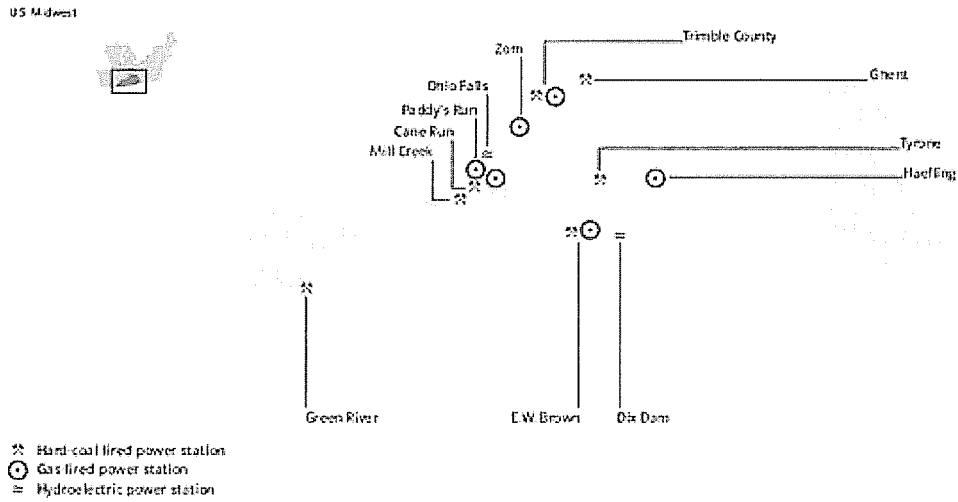 US Midwest
Trimble County
Zorn
Ghent
Ohio Falls
Paddy's Run
Cane Run
Mill Creek
Tyrone
Haefling
Green River
E.W. Brown
Dix Dam
Hard-coal fired power station
Gas fired power station
Hydroelectric power station